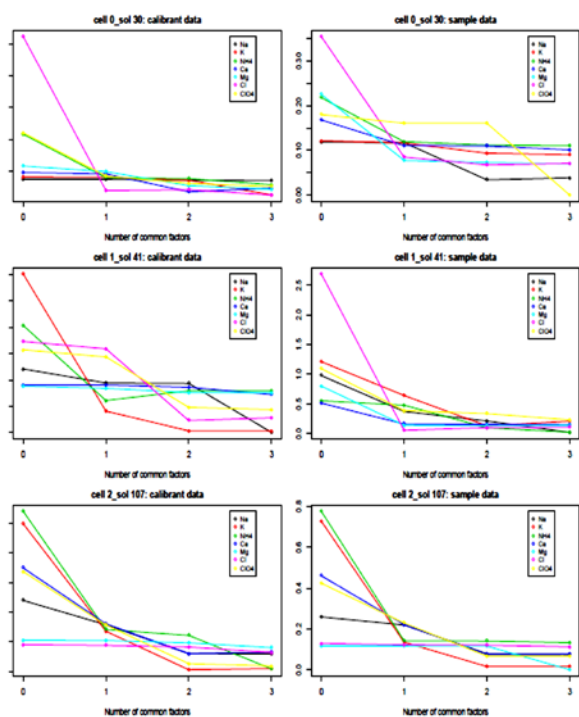 cell 0_sol 30: calibrant data
Na
K
NH4
Ca
Mg
Cl
ClO4
0 1 2 3
Number of common factors
cell 0_sol 30: sample data
0.30
0.20
0.10
0.00
Na
K
NH4
Ca
Mg
Cl
ClO4
0 1 2 3
Number of common factors
cell 1_sol 41: calibrant data
Na
K
NH4
Ca
Mg
Cl
ClO4
0 1 2 3
Number of common factors
cell 1_sol 41: sample data
2.5
2.0
1.5
1.0
0.5
0.0
Na
K
NH4
Ca
Mg
Cl
ClO4
0 1 2 3
Number of common factors
cell 2_sol 107: calibrant data
Na
K
NH4
Ca
Mg
Cl
ClO4
0 1 2 3
Number of common factors
cell 2_sol 107: sample data
0.8
0.6
0.4
0.2
0.0
Na
K
NH4
Ca
Mg
Cl
ClO4
0 1 2 3
Number of common factors